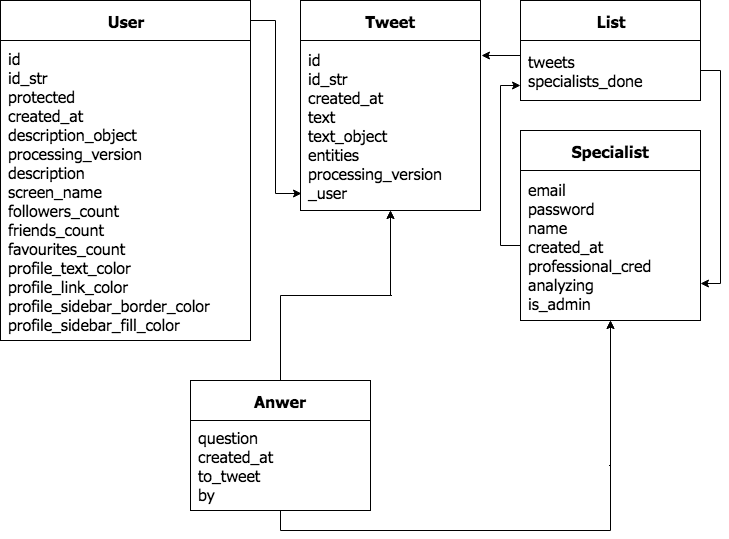 User
id
id_str
protected
created_at
description_object
processing_version
description
screen_name
followers_count
friends_count
favourites_count
profile_text_color
profile_link_color
profile_sidebar_border_color
profile_sidebar_fill_color
Tweet
id
id_str
created_at
text
text_object
entities
processing_version
_user
List
tweets
specialists_done
Specialist
email
password
name
created_at
professional_cred
analyzing
is_admin
Anwer
question
created_at
to_tweet
by